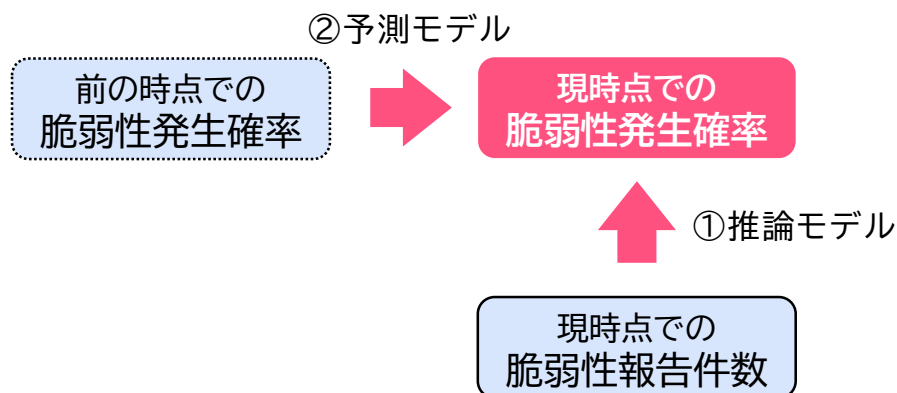 ②予測モデル
前の時点での
脆弱性発生確率
現時点での
脆弱性発生確率
①推論モデル
現時点での
脆弱性報告件数